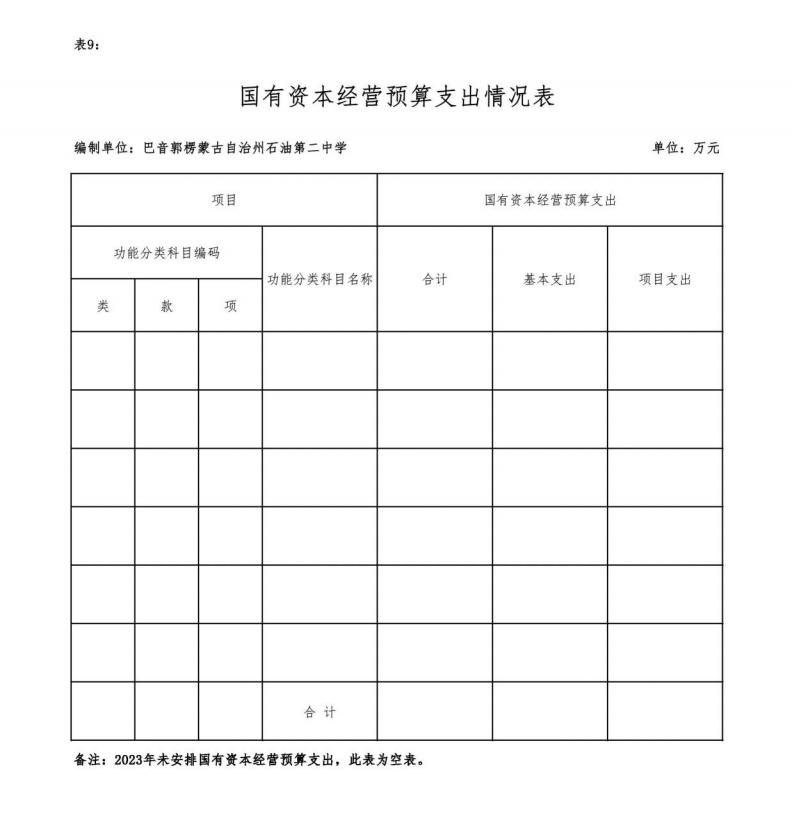 表9：
国有资本经营预算支出情况表
编制单位：巴音郭楞蒙古自治州石油第二中学 单位：万元
项目 国有资本经营预算支出
功能分类科目编码 功能分类科目名称 合计 基本支出 项目支出
类 款 项
合 计
备注：2023年未安排国有资本经营预算支出，此表为空表。